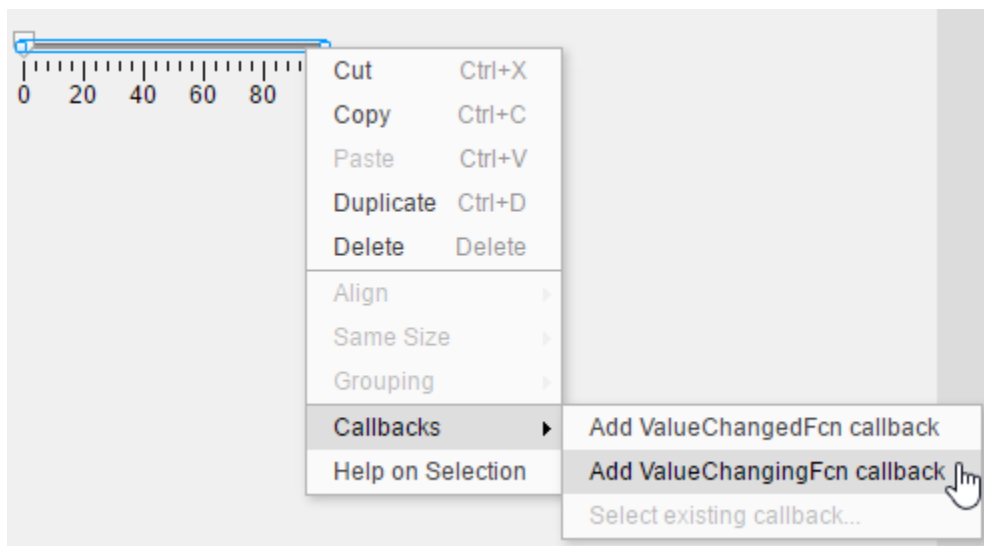 0 20 40 60 80
Cut Ctrl+X
Copy Ctrl+C
Paste Ctrl+V
Duplicate Ctrl+D
Delete Delete
Align
Same Size
Grouping
Callbacks
Help on Selection
Add ValueChangedFcn callback
Add ValueChangingFcn callback
Select existing callback...